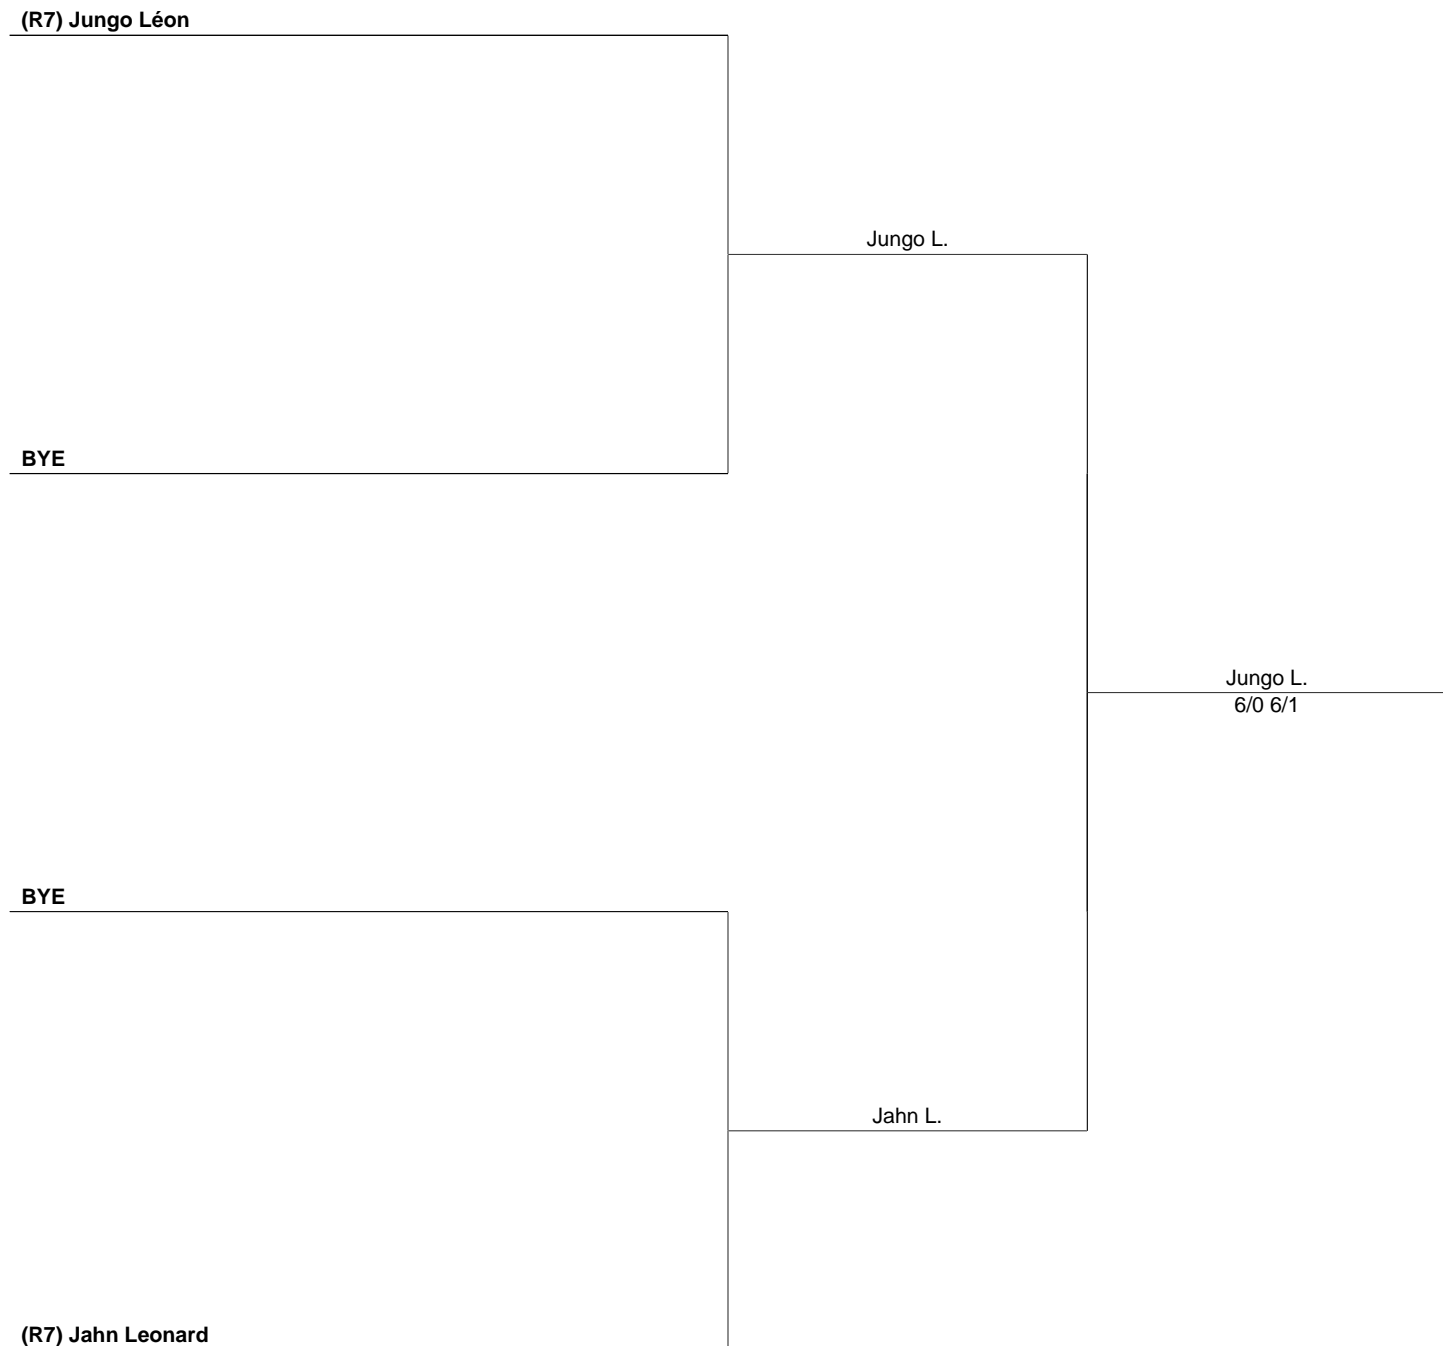 (R7) Jungo Léon
Jungo L.
BYE
Jungo L.
6/0 6/1
BYE
Jahn L.
(R7) Jahn Leonard